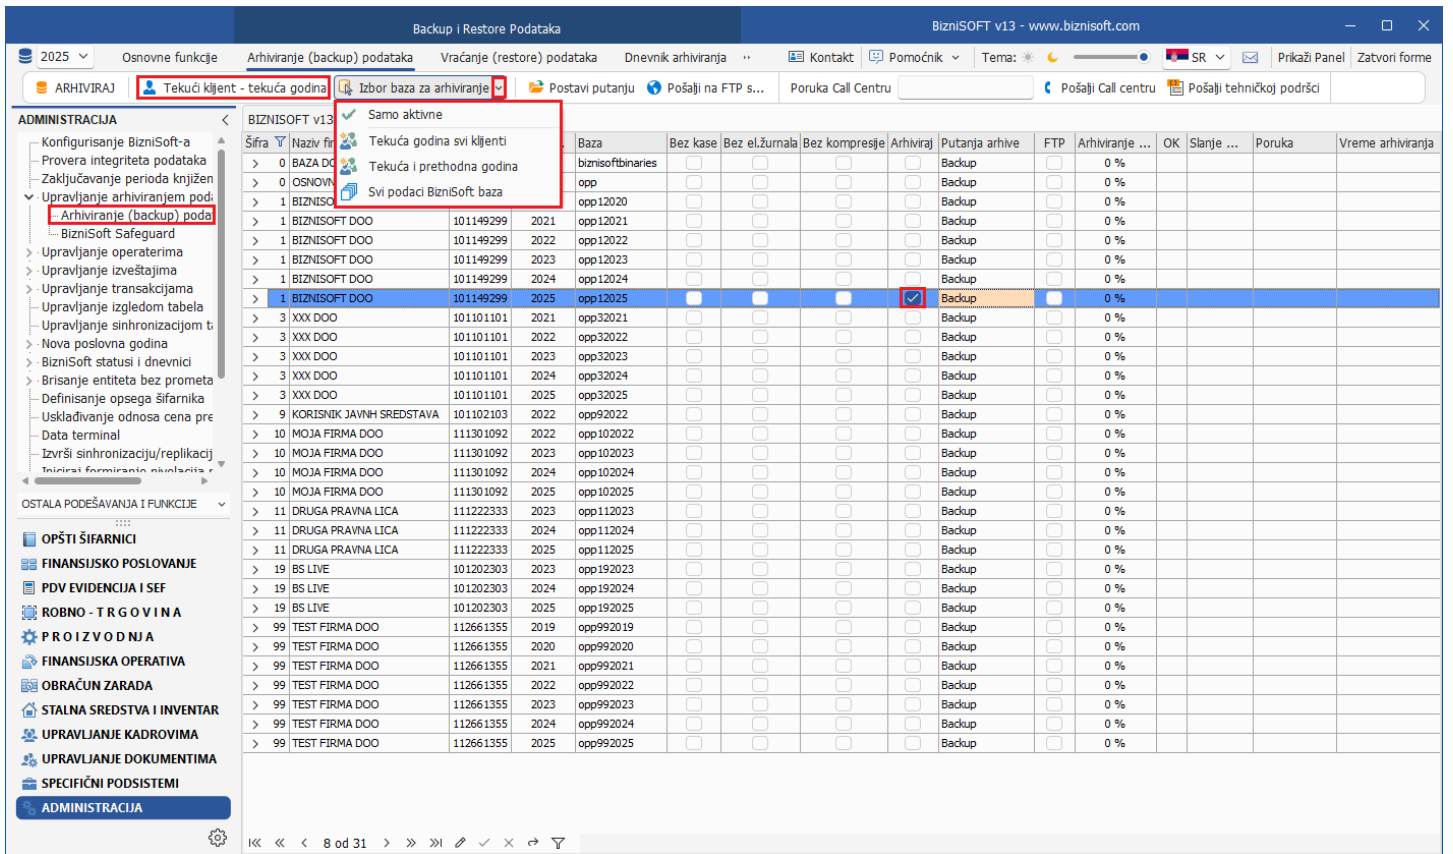 Backup i Restore Podataka
BizniSOFT v13 - www.biznisoft.com
2025 Osnovne funkcije Arhiviranje (backup) podataka Vraćanje (restore) podataka Dnevnik arhiviranja Kontakt Pomoćnik Tema: SR Prikaži Panel Zatvori forme
ARHIVIRAJ Tekući klijent - tekuća godina Izbor baza za arhiviranje Postavi putanju Pošalji na FTP s... Poruka Call Centru Pošalji Call centru Pošalji tehničkoj podršci
Samo aktivne
Tekuća godina svi klijenti
Tekuća i prethodna godina
Svi podaci BizniSoft baza
ADMINISTRACIJA
Konfigurisanje BizniSoft-a
Provera integriteta podataka
Zaključavanje perioda knjižen
Upravljanje arhiviranjem poda
Arhiviranje (backup) podat
BizniSoft Safeguard
Upravljanje operaterima
Upravljanje izveštajima
Upravljanje transakcijama
Upravljanje izgledom tabela
Upravljanje sinhronizacijom ta
Nova poslovna godina
BizniSoft statusi i dnevnici
Brisanje entiteta bez prometa
Definisanje opsega šifarnika
Usklađivanje odnosa cena pre
Data terminal
Izvrši sinhronizaciju/replikacij
Iniciraj formiranje nivelacija
OSTALA PODEŠAVANJA I FUNKCIJE
OPŠTI ŠIFARNICI
FINANSIJSKO POSLOVANJE
PDV EVIDENCIJA I SEF
ROBNO - T R G O V I N A
P R O I Z V O D NJ A
FINANSIJSKA OPERATIVA
OBRAČUN ZARADA
STALNA SREDSTVA I INVENTAR
UPRAVLJANJE KADROVIMA
UPRAVLJANJE DOKUMENTIMA
SPECIFIČNI PODSISTEMI
ADMINISTRACIJA
BIZNISOFT v13
Šifra Naziv fir Baza Bez kase Bez el.žurnala Bez kompresije Arhiviraj Putanja arhive FTP Arhiviranje ... OK Slanje ... Poruka Vreme arhiviranja
0 BAZA DO biznisoftbinaries Backup 0 %
0 OSNOVN opp Backup 0 %
1 BIZNISO opp12020 Backup 0 %
1 BIZNISOFT DOO 101149299 2021 opp12021 Backup 0 %
1 BIZNISOFT DOO 101149299 2022 opp12022 Backup 0 %
1 BIZNISOFT DOO 101149299 2023 opp12023 Backup 0 %
1 BIZNISOFT DOO 101149299 2024 opp12024 Backup 0 %
1 BIZNISOFT DOO 101149299 2025 opp12025 Backup 0 %
3 XXX DOO 101101101 2021 opp32021 Backup 0 %
3 XXX DOO 101101101 2022 opp32022 Backup 0 %
3 XXX DOO 101101101 2023 opp32023 Backup 0 %
3 XXX DOO 101101101 2024 opp32024 Backup 0 %
3 XXX DOO 101101101 2025 opp32025 Backup 0 %
9 KORISNIK JAVNH SREDSTAVA 101102103 2022 opp92022 Backup 0 %
10 MOJA FIRMA DOO 111301092 2022 opp102022 Backup 0 %
10 MOJA FIRMA DOO 111301092 2023 opp102023 Backup 0 %
10 MOJA FIRMA DOO 111301092 2024 opp102024 Backup 0 %
10 MOJA FIRMA DOO 111301092 2025 opp102025 Backup 0 %
11 DRUGA PRAVNA LICA 111222333 2023 opp112023 Backup 0 %
11 DRUGA PRAVNA LICA 111222333 2024 opp112024 Backup 0 %
11 DRUGA PRAVNA LICA 111222333 2025 opp112025 Backup 0 %
19 BS LIVE 101202303 2023 opp192023 Backup 0 %
19 BS LIVE 101202303 2024 opp192024 Backup 0 %
19 BS LIVE 101202303 2025 opp192025 Backup 0 %
99 TEST FIRMA DOO 112661355 2019 opp992019 Backup 0 %
99 TEST FIRMA DOO 112661355 2020 opp992020 Backup 0 %
99 TEST FIRMA DOO 112661355 2021 opp992021 Backup 0 %
99 TEST FIRMA DOO 112661355 2022 opp992022 Backup 0 %
99 TEST FIRMA DOO 112661355 2023 opp992023 Backup 0 %
99 TEST FIRMA DOO 112661355 2024 opp992024 Backup 0 %
99 TEST FIRMA DOO 112661355 2025 opp992025 Backup 0 %
8 od 31